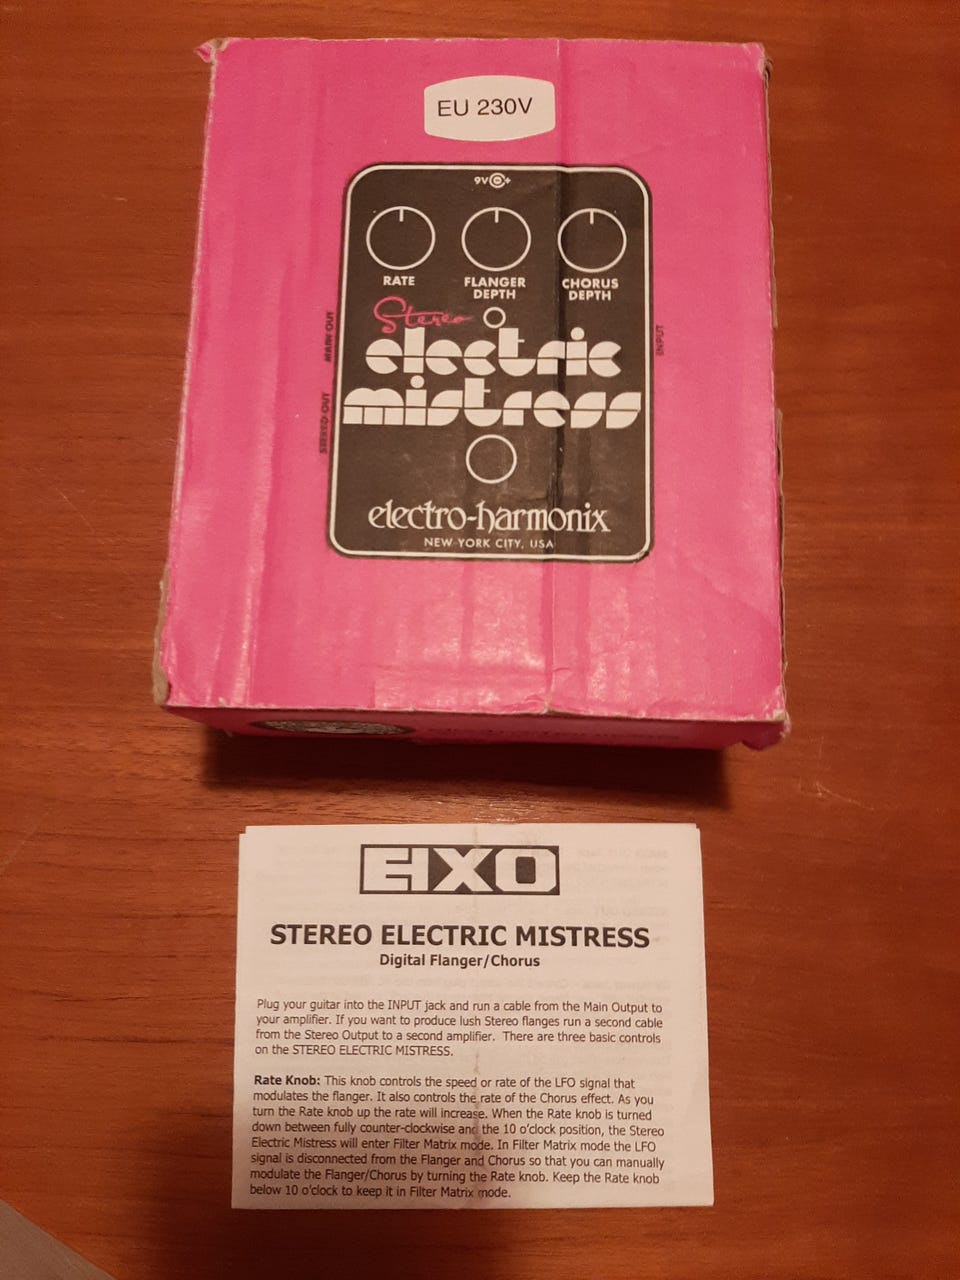 EU 230V
9V +
RATE
FLANGER DEPTH
CHORUS DEPTH
MAIN OUT
STEREO OUT
INPUT
Stereo
electric
mistress
electro-harmonix
NEW YORK CITY, USA
EIXO
STEREO ELECTRIC MISTRESS
Digital Flanger/Chorus
Plug your guitar into the INPUT jack and run a cable from the Main Output to
your amplifier. If you want to produce lush Stereo flanges run a second cable
from the Stereo Output to a second amplifier. There are three basic controls
on the STEREO ELECTRIC MISTRESS.
Rate Knob: This knob controls the speed or rate of the LFO signal that
modulates the flanger. It also controls the rate of the Chorus effect. As you
turn the Rate knob up the rate will increase. When the Rate knob is turned
down between fully counter-clockwise and the 10 o'clock position, the Stereo
Electric Mistress will enter Filter Matrix mode. In Filter Matrix mode the LFO
signal is disconnected from the Flanger and Chorus so that you can manually
modulate the Flanger/Chorus by turning the Rate knob. Keep the Rate knob
below 10 o'clock to keep it in Filter Matrix mode.